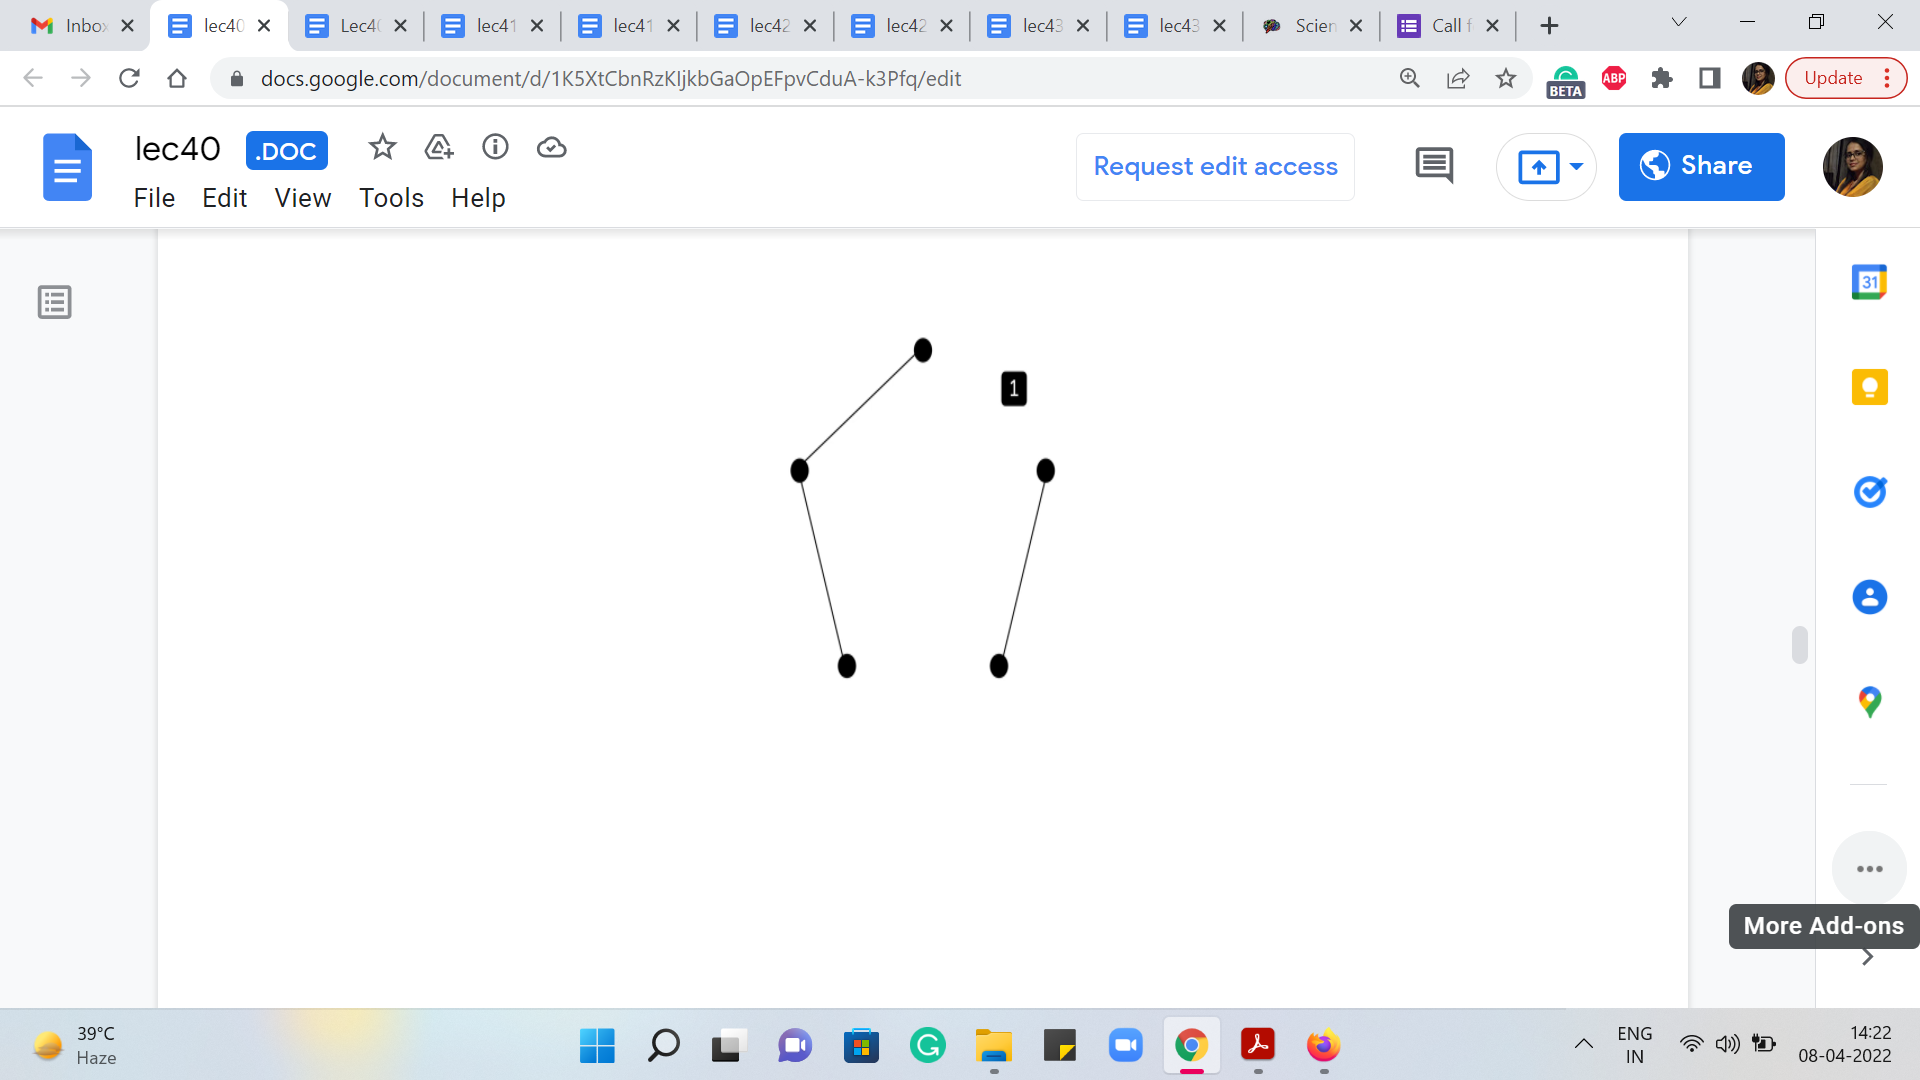 Inbox lec40 Lec40 lec41 lec41 lec42 lec42 lec43 lec43 Scien Call f
docs.google.com/document/d/1K5XtCbnRzKIjkbGaOpEFpvCduA-k3Pfq/edit
BETA
ABP
Update
lec40 .DOC
Request edit access
Share
File Edit View Tools Help
31
1
More Add-ons
39°C
Haze
ENG
IN
14:22
08-04-2022